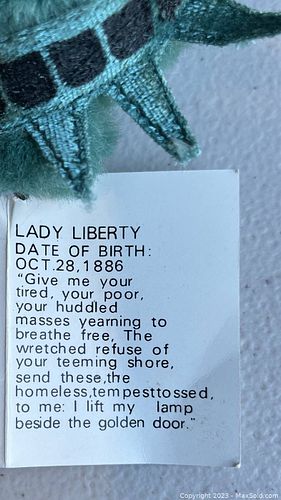 LADY LIBERTY
DATE OF BIRTH:
OCT.28,1886
"Give me your
tired, your poor,
your huddled
masses yearning to
breathe free, The
wretched refuse of
your teeming shore,
send these,the
homeless,tempesttossed,
to me: I lift my lamp
beside the golden door."
Copyright 2023 - MaxSold.com